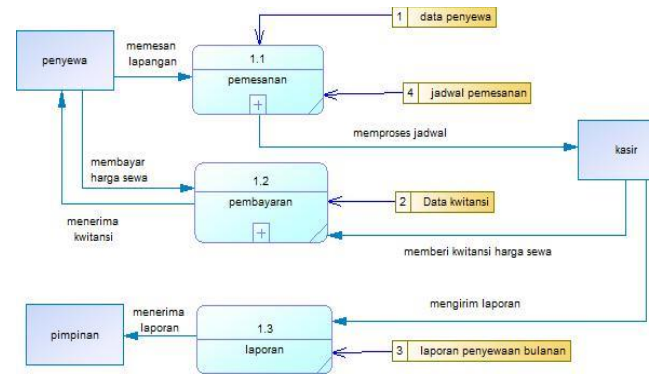 1 data penyewa
penyewa
memesan
lapangan
1.1
pemesanan
4 jadwal pemesanan
memproses jadwal
kasir
membayar
harga sewa
1.2
pembayaran
2 Data kwitansi
menerima
kwitansi
memberi kwitansi harga sewa
mengirim laporan
pimpinan
menerima
laporan
1.3
laporan
3 laporan penyewaan bulanan